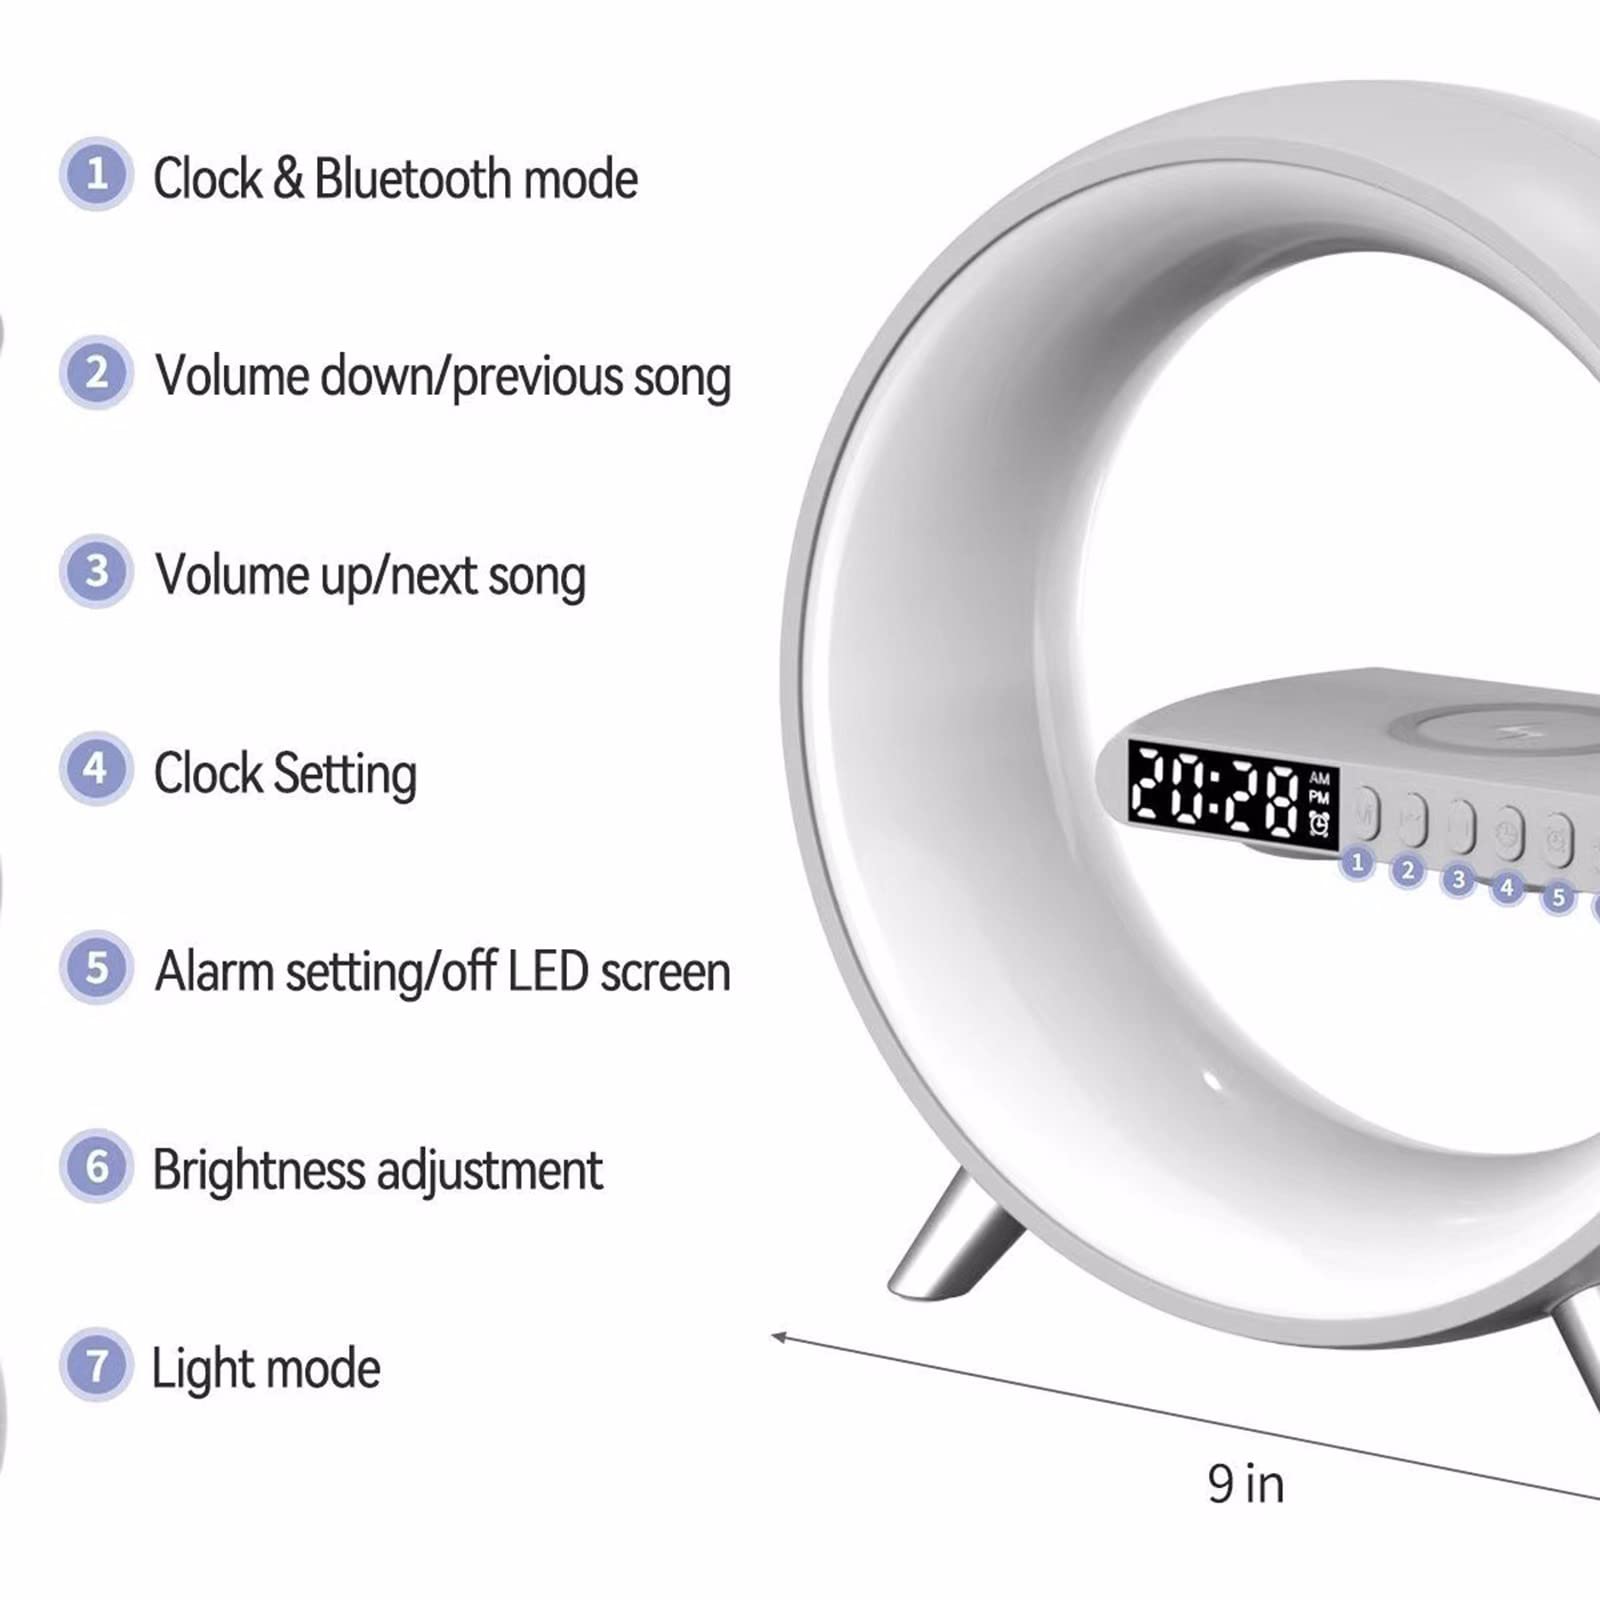 1 Clock & Bluetooth mode
2 Volume down/previous song
3 Volume up/next song
4 Clock Setting
5 Alarm setting/off LED screen
6 Brightness adjustment
7 Light mode
20:28 AM
PM
1 2 3 4 5
9 in